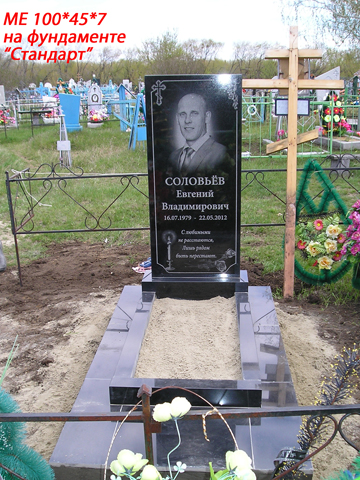 МЕ 100*45*7
на фундаменте
“Стандарт”
СОЛОВЬЁВ
Евгений
Владимирович
16.07.1979 - 22.05.2012
С любимыми
не расстаются,
Лишь рядом
быть перестают.